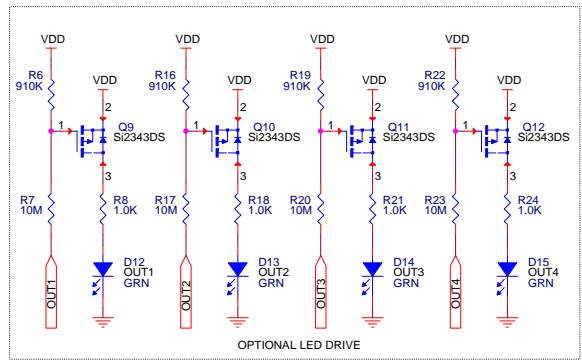 VDD VDD VDD VDD
R6 R16 R19 R22
910K VDD 910K VDD 910K VDD 910K VDD
2 2 2 2
1 Q9 1 Q10 1 Q11 1 Q12
Si2343DS Si2343DS Si2343DS Si2343DS
3 3 3 3
R7 R8 R17 R18 R20 R21 R23 R24
10M 1.0K 10M 1.0K 10M 1.0K 10M 1.0K
D12 D13 D14 D15
OUT1 OUT1 OUT2 OUT2 OUT3 OUT3 OUT4 OUT4
GRN GRN GRN GRN
OPTIONAL LED DRIVE